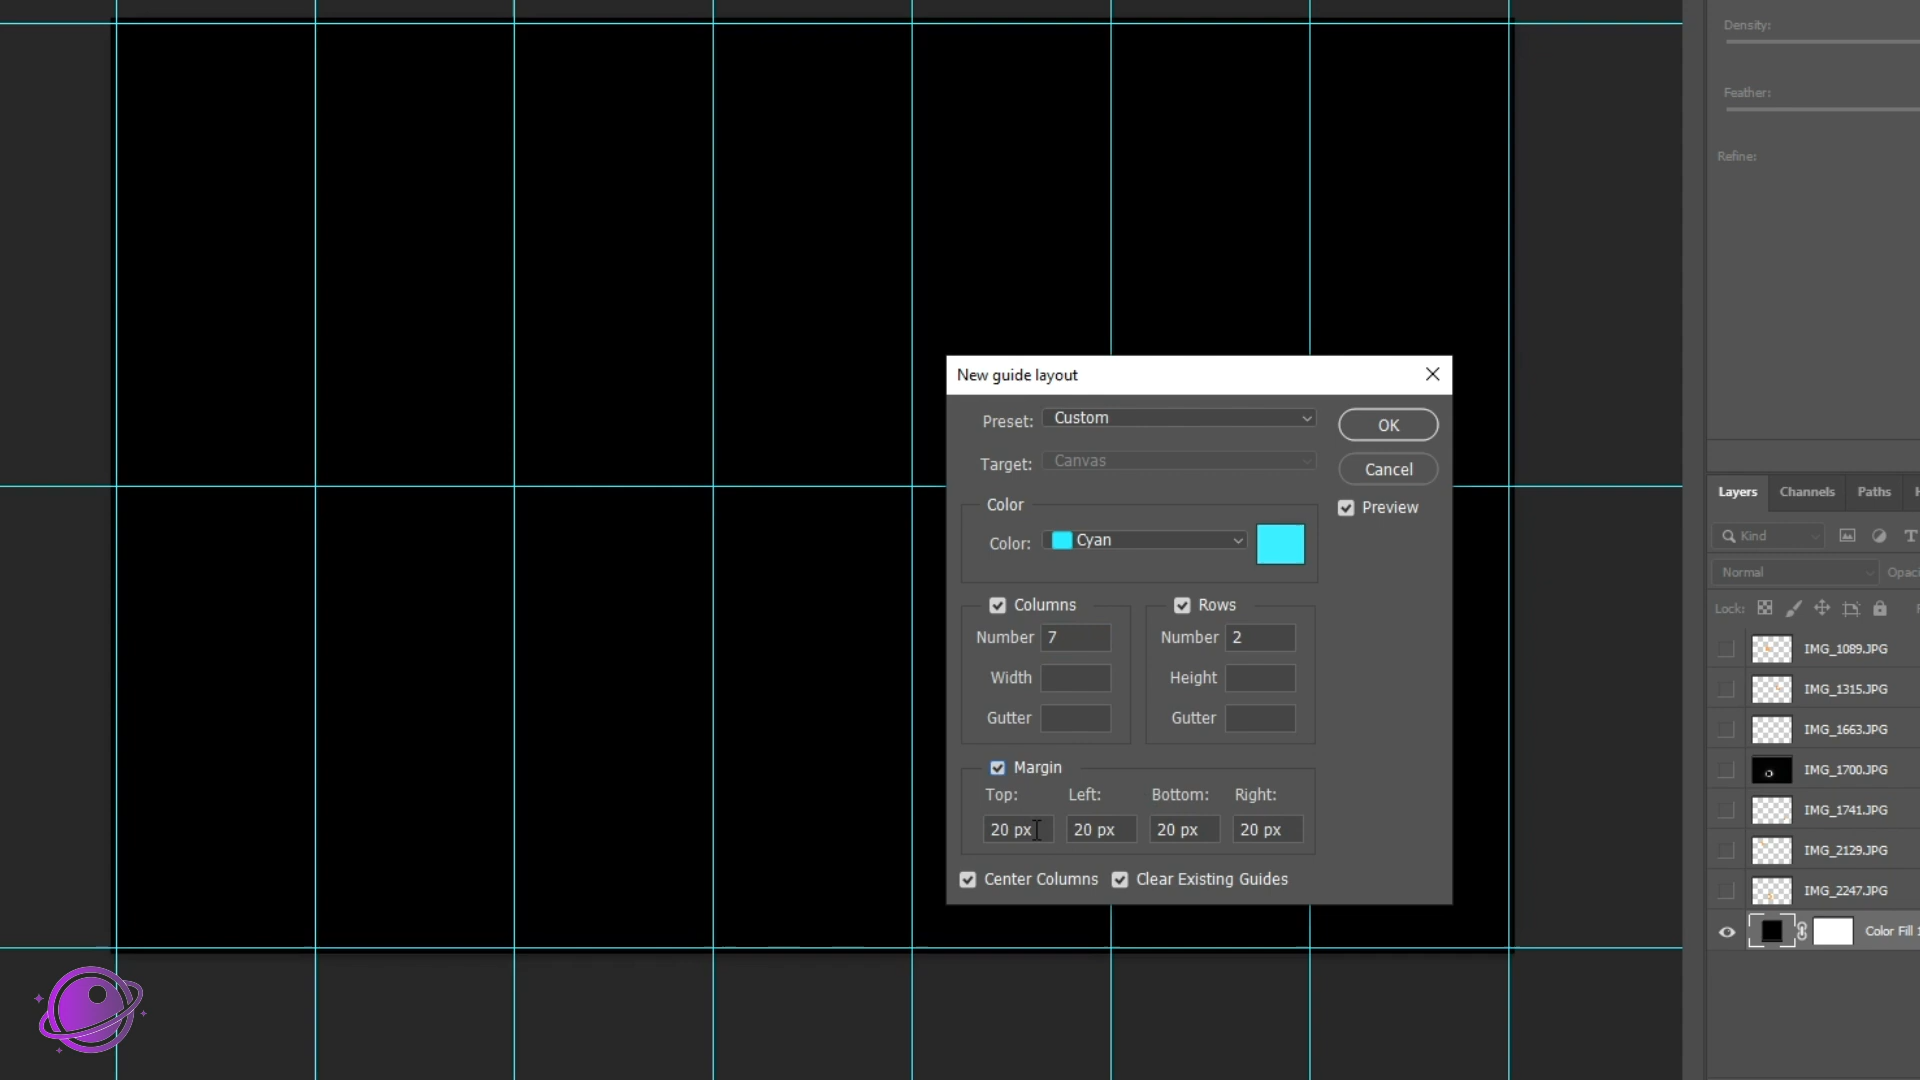 Density:
Feather:
Refine:
New guide layout
Preset: Custom
OK
Target: Canvas
Cancel
Color
Preview
Color: Cyan
Columns
Rows
Number 7
Number 2
Width
Height
Gutter
Gutter
Margin
Top: Left: Bottom: Right:
20 px 20 px 20 px 20 px
Center Columns Clear Existing Guides
Layers Channels Paths H
Kind
Normal Opaci
Lock:
IMG_1089.JPG
IMG_1315.JPG
IMG_1663.JPG
IMG_1700.JPG
IMG_1741.JPG
IMG_2129.JPG
IMG_2247.JPG
Color Fill 1